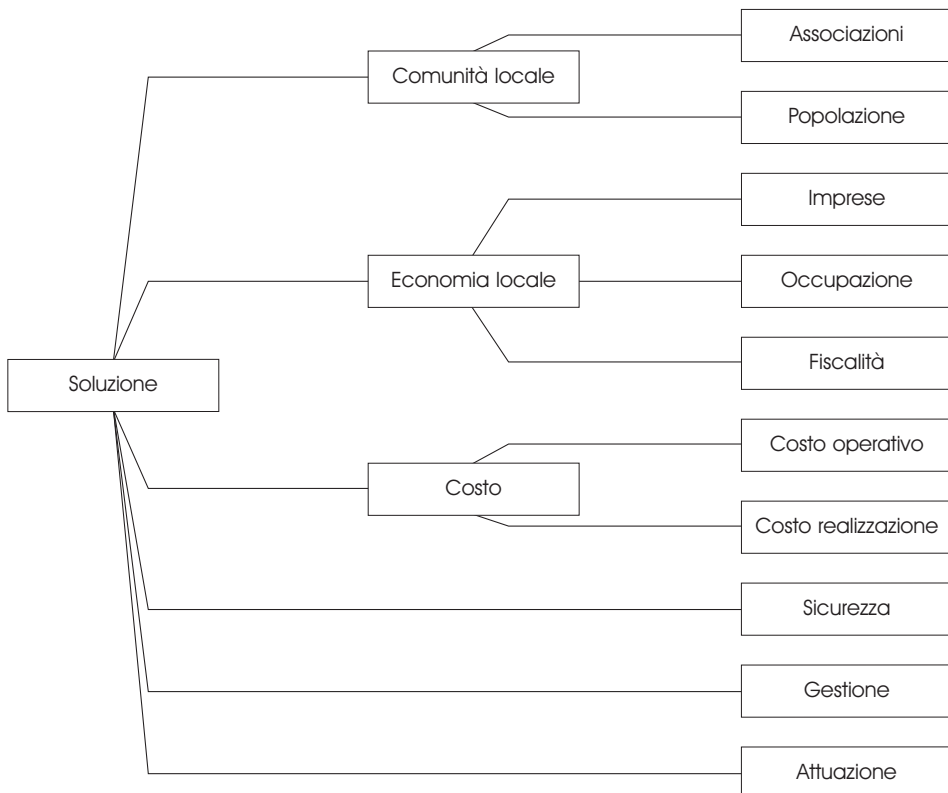 Associazioni
Comunità locale
Popolazione
Imprese
Economia locale
Occupazione
Fiscalità
Soluzione
Costo operativo
Costo
Costo realizzazione
Sicurezza
Gestione
Attuazione